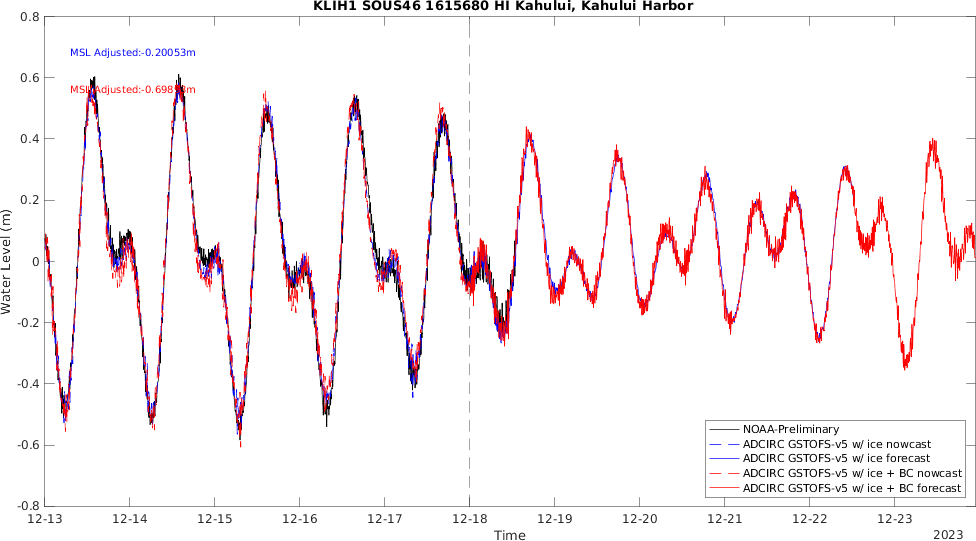 KLIH1 SOUS46 1615680 HI Kahului, Kahului Harbor
0.8
0.6
0.4
0.2
0
-0.2
-0.4
-0.6
-0.8
Water Level (m)
MSL Adjusted:-0.20053m
MSL
NOAA-Preliminary
ADCIRC GSTOFS-v5 w/ ice nowcast
ADCIRC GSTOFS-v5 w/ ice forecast
ADCIRC GSTOFS-v5 w/ ice + BC nowcast
ADCIRC GSTOFS-v5 w/ ice + BC forecast
12-13 12-14 12-15 12-16 12-17 12-18 12-19 12-20 12-21 12-22 12-23
Time
2023